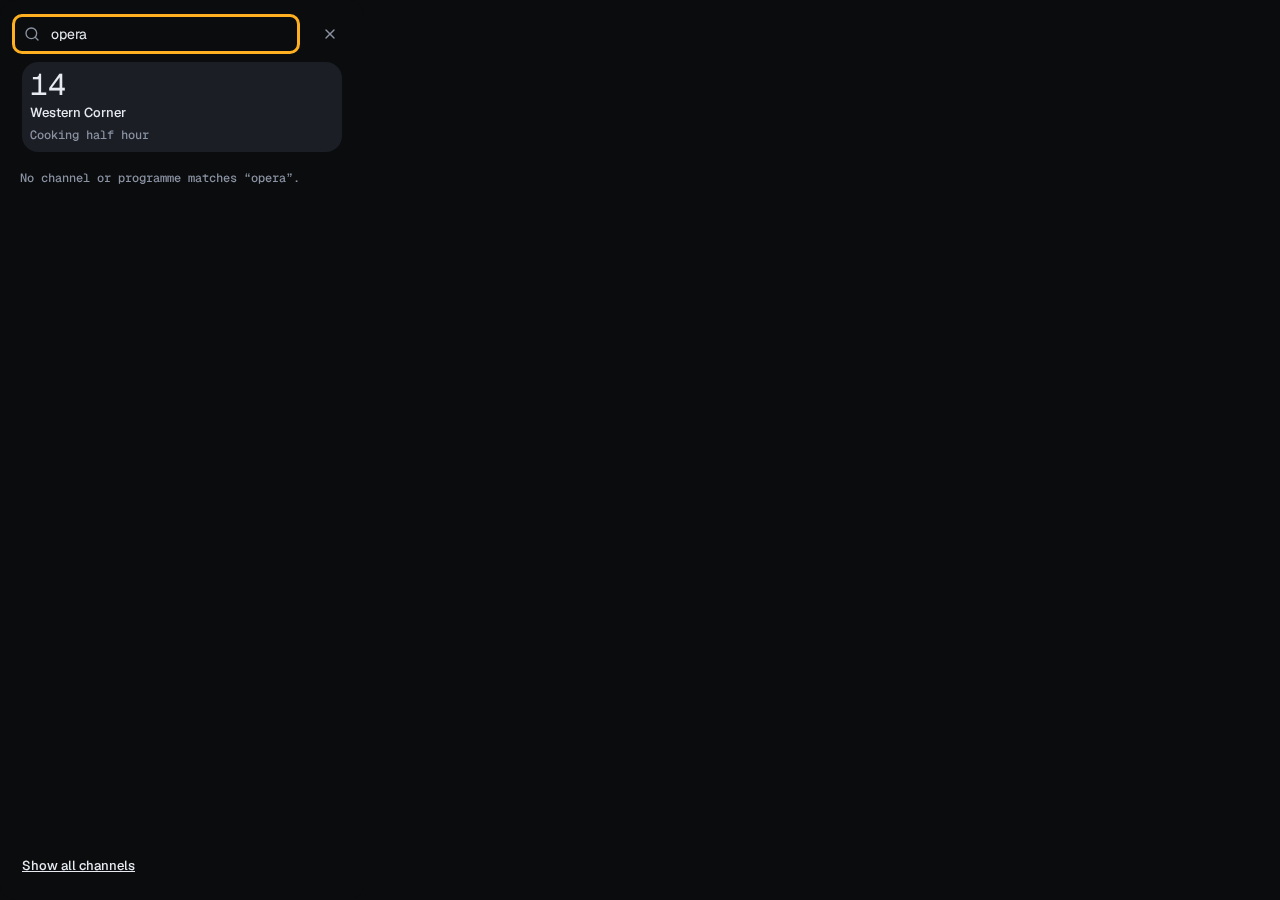 opera
14
Western Corner
Cooking half hour
No channel or programme matches “opera”.
Show all channels